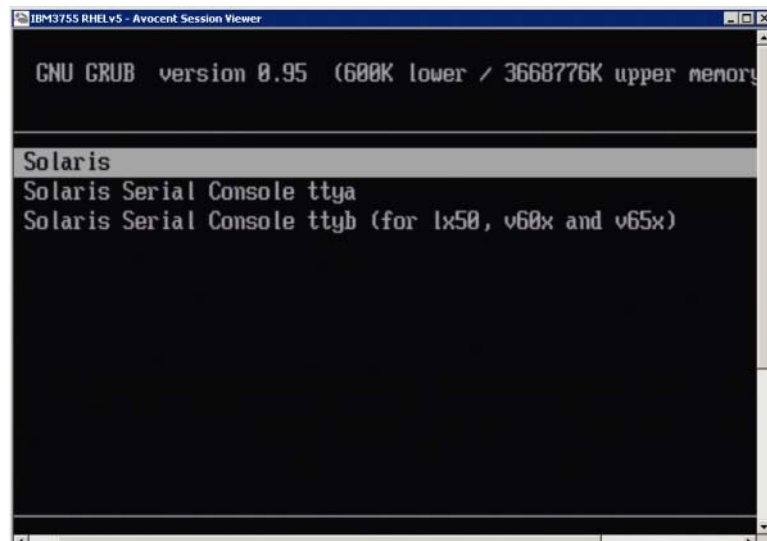 IBM3755 RHELv5 - Avocent Session Viewer
GNU GRUB version 0.95 (600K lower / 3668776K upper memory
Solaris
Solaris Serial Console ttya
Solaris Serial Console ttyb (for lx50, v60x and v65x)